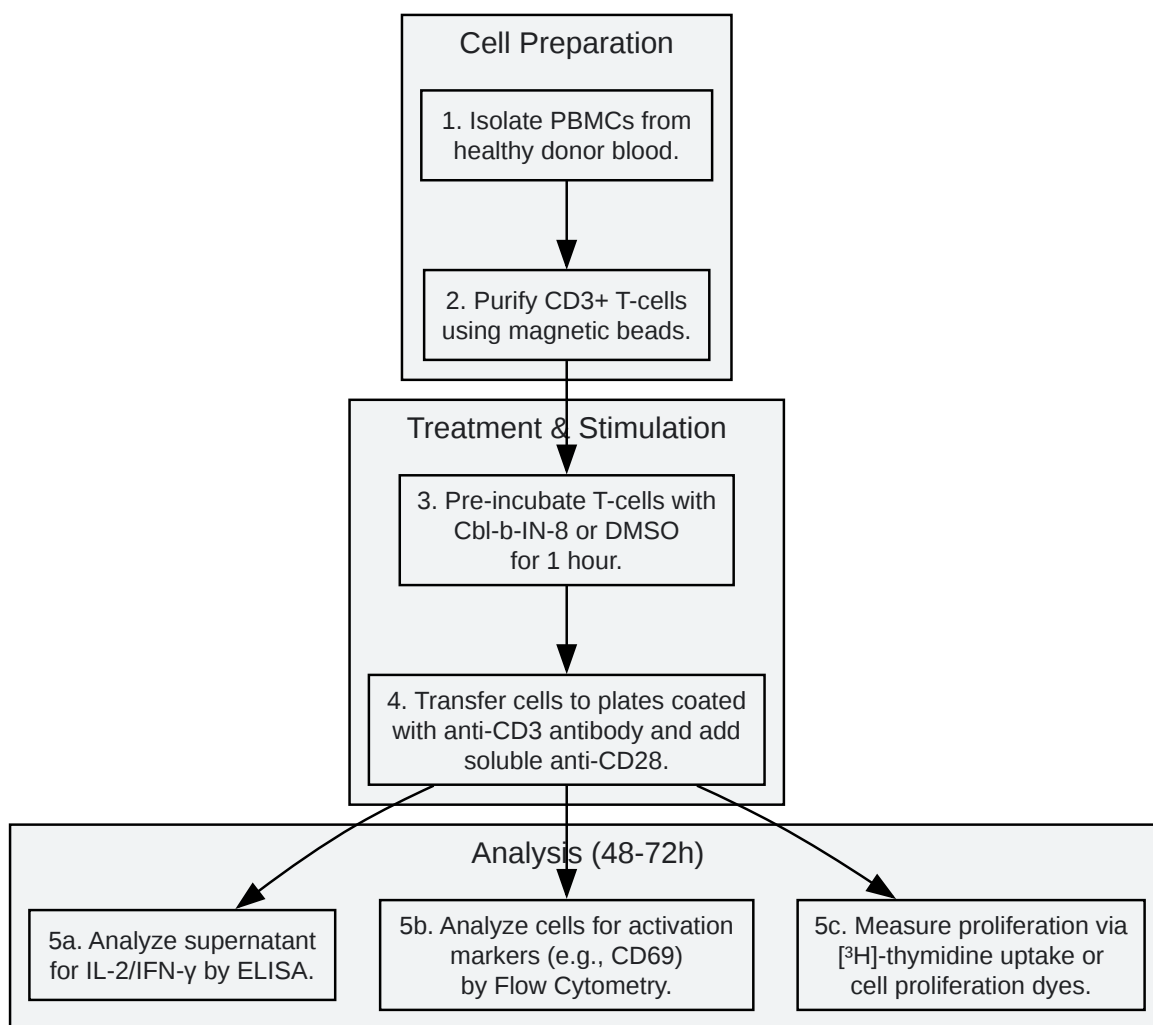 Cell Preparation
1. Isolate PBMCs from
healthy donor blood.
2. Purify CD3+ T-cells
using magnetic beads.
Treatment & Stimulation
3. Pre-incubate T-cells with
Cbl-b-IN-8 or DMSO
for 1 hour.
4. Transfer cells to plates coated
with anti-CD3 antibody and add
soluble anti-CD28.
Analysis (48-72h)
5a. Analyze supernatant
for IL-2/IFN-γ by ELISA.
5b. Analyze cells for activation
markers (e.g., CD69)
by Flow Cytometry.
5c. Measure proliferation via
[³H]-thymidine uptake or
cell proliferation dyes.